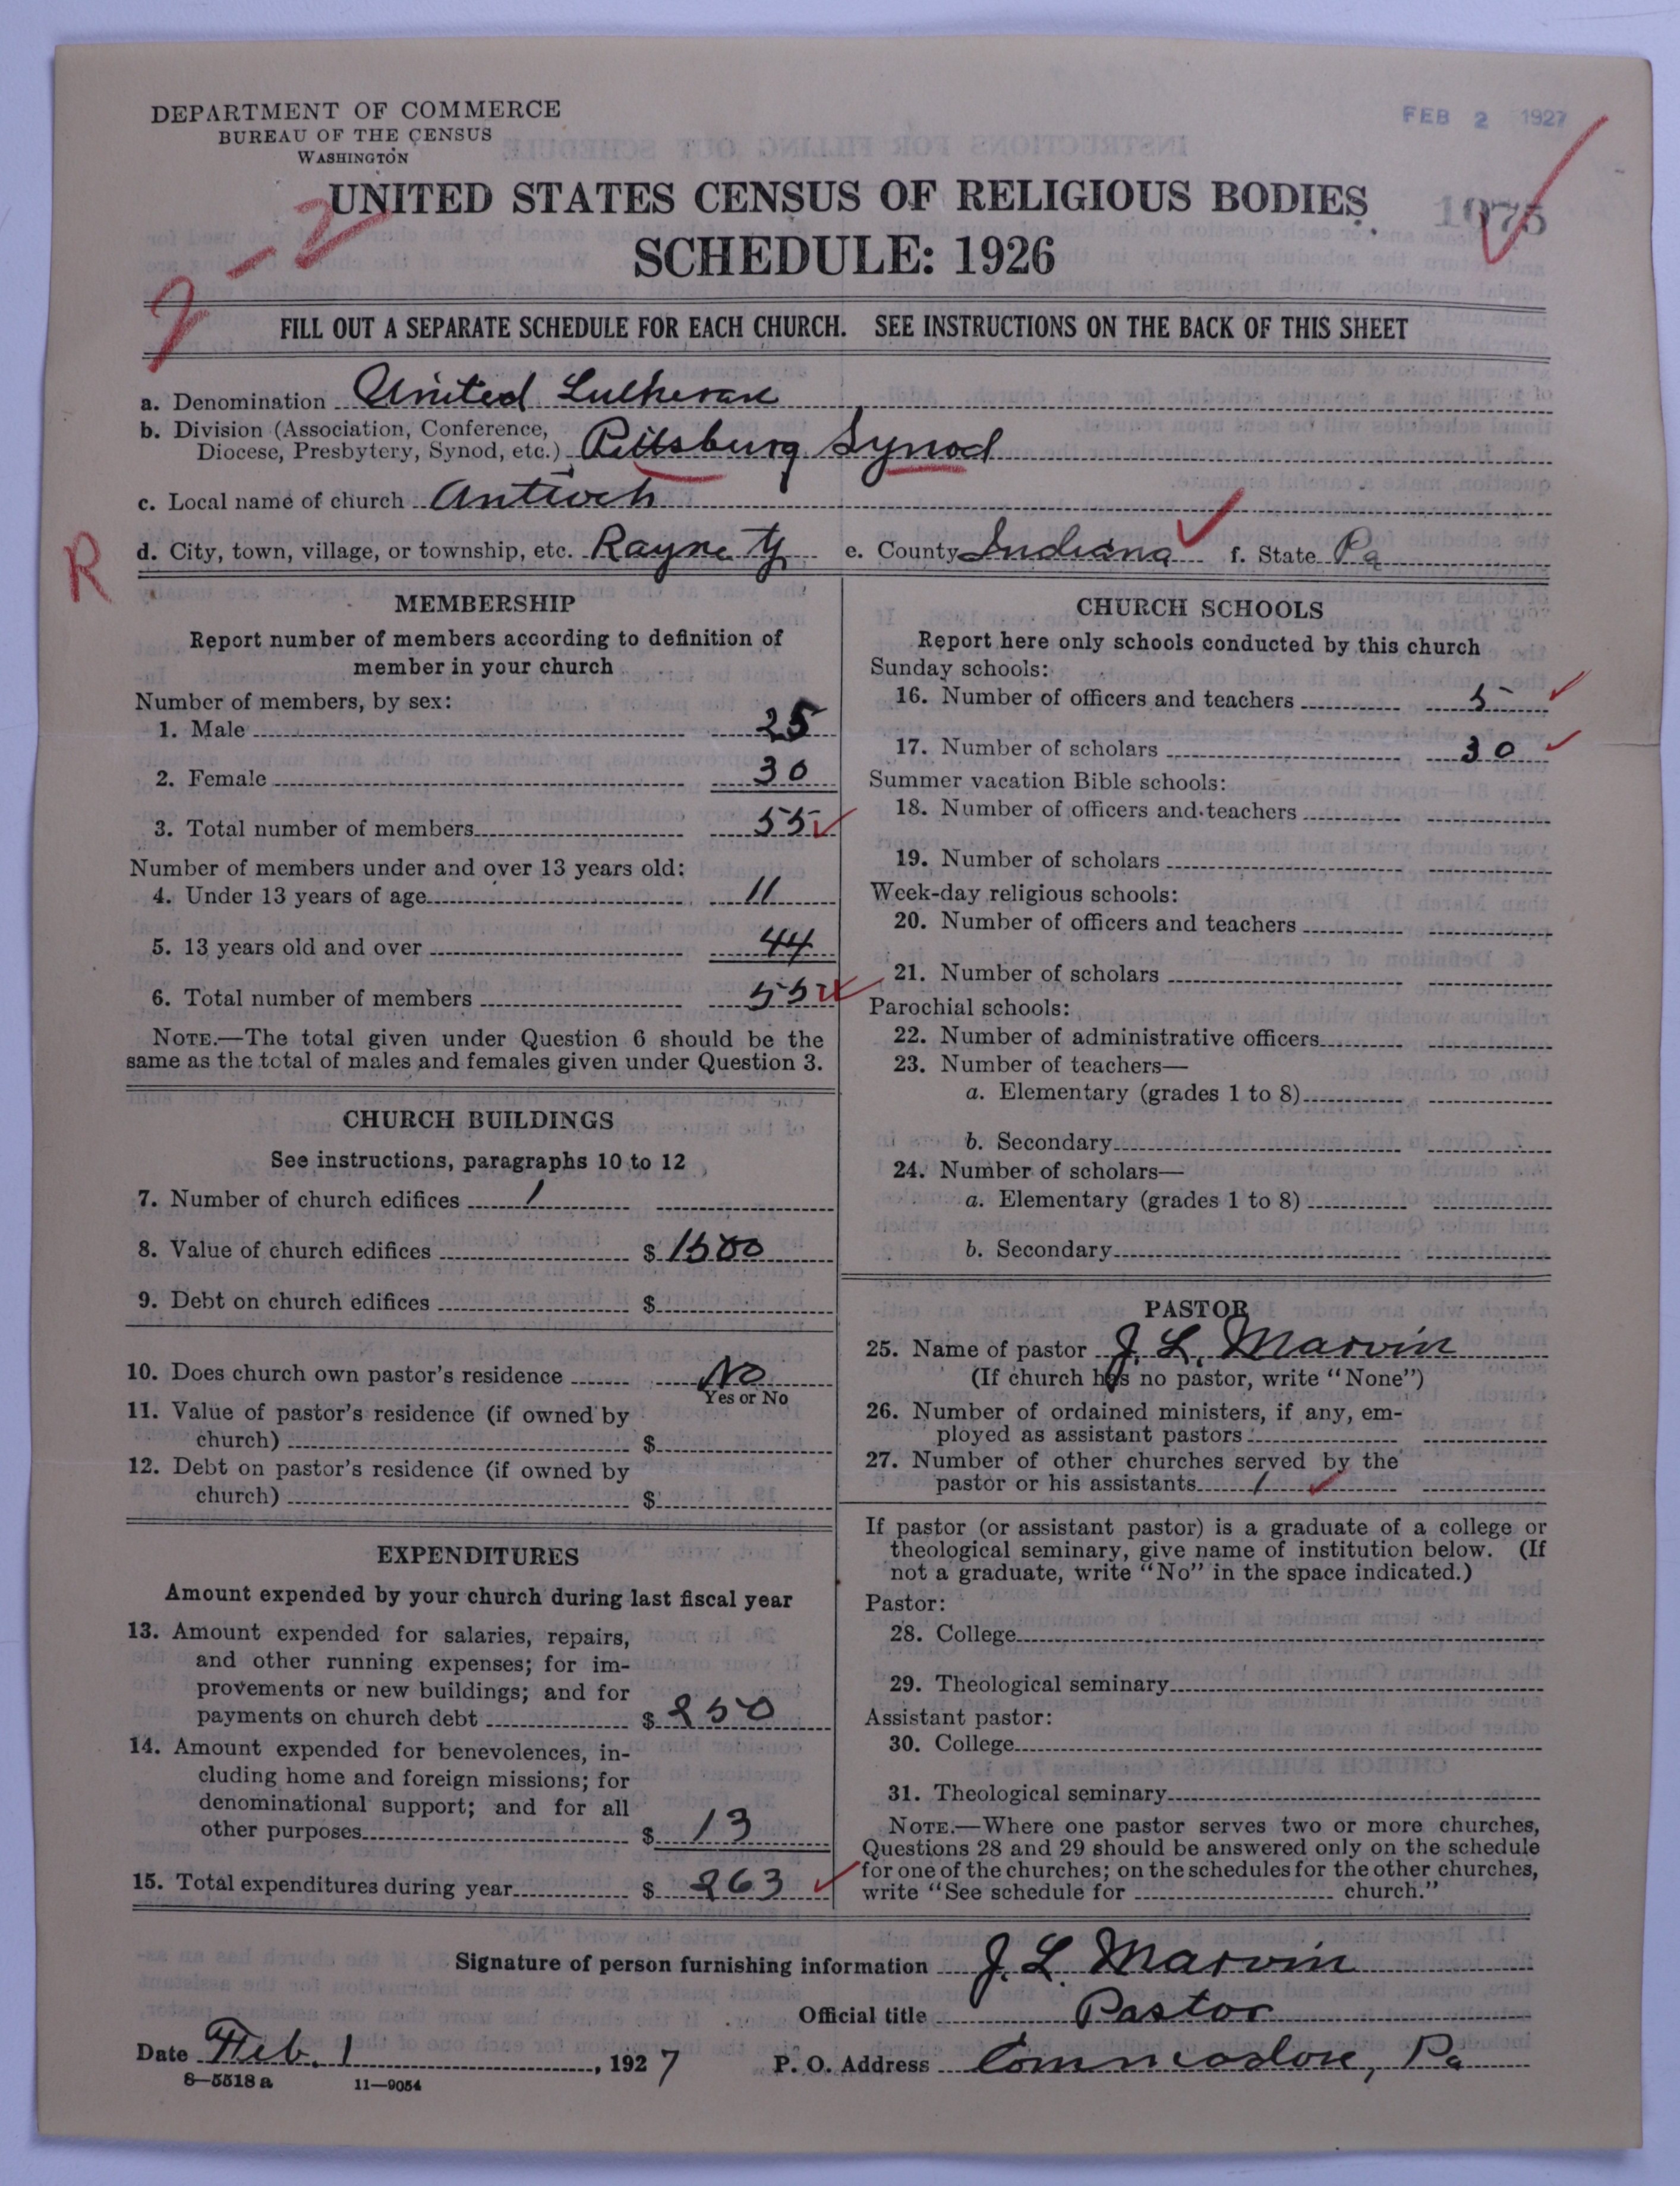 DEPARTMENT OF COMMERCE
BUREAU OF THE CENSUS
WASHINGTON
FEB 2 1927
UNITED STATES CENSUS OF RELIGIOUS BODIES
SCHEDULE: 1926
1075
2-2
FILL OUT A SEPARATE SCHEDULE FOR EACH CHURCH. SEE INSTRUCTIONS ON THE BACK OF THIS SHEET
a. Denomination United Lutheran
b. Division (Association, Conference,
Diocese, Presbytery, Synod, etc.) Pittsburg Synod
c. Local name of church Antioch
R
d. City, town, village, or township, etc. Rayne Tp e. County Indiana f. State Pa
MEMBERSHIP
Report number of members according to definition of
member in your church
Number of members, by sex:
1. Male 25
2. Female 30
3. Total number of members 55
Number of members under and over 13 years old:
4. Under 13 years of age 11
5. 13 years old and over 44
6. Total number of members 55
NOTE.—The total given under Question 6 should be the
same as the total of males and females given under Question 3.
CHURCH BUILDINGS
See instructions, paragraphs 10 to 12
7. Number of church edifices 1
8. Value of church edifices $ 1500
9. Debt on church edifices $
10. Does church own pastor's residence No
Yes or No
11. Value of pastor's residence (if owned by
church) $
12. Debt on pastor's residence (if owned by
church) $
EXPENDITURES
Amount expended by your church during last fiscal year
13. Amount expended for salaries, repairs,
and other running expenses; for im-
provements or new buildings; and for
payments on church debt $ 250
14. Amount expended for benevolences, in-
cluding home and foreign missions; for
denominational support; and for all
other purposes $ 13
15. Total expenditures during year $ 263
CHURCH SCHOOLS
Report here only schools conducted by this church
Sunday schools:
16. Number of officers and teachers 5
17. Number of scholars 30
Summer vacation Bible schools:
18. Number of officers and teachers
19. Number of scholars
Week-day religious schools:
20. Number of officers and teachers
21. Number of scholars
Parochial schools:
22. Number of administrative officers
23. Number of teachers—
a. Elementary (grades 1 to 8)
b. Secondary
24. Number of scholars—
a. Elementary (grades 1 to 8)
b. Secondary
PASTOR
25. Name of pastor J. L. Marvin
(If church has no pastor, write "None")
26. Number of ordained ministers, if any, em-
ployed as assistant pastors
27. Number of other churches served by the
pastor or his assistants 1
If pastor (or assistant pastor) is a graduate of a college or
theological seminary, give name of institution below. (If
not a graduate, write "No" in the space indicated.)
Pastor:
28. College
29. Theological seminary
Assistant pastor:
30. College
31. Theological seminary
NOTE.—Where one pastor serves two or more churches,
Questions 28 and 29 should be answered only on the schedule
for one of the churches; on the schedules for the other churches,
write "See schedule for church."
Signature of person furnishing information J. L. Marvin
Official title Pastor
Date Feb. 1, 1927 P. O. Address Commodore, Pa
8—5518a 11—9054